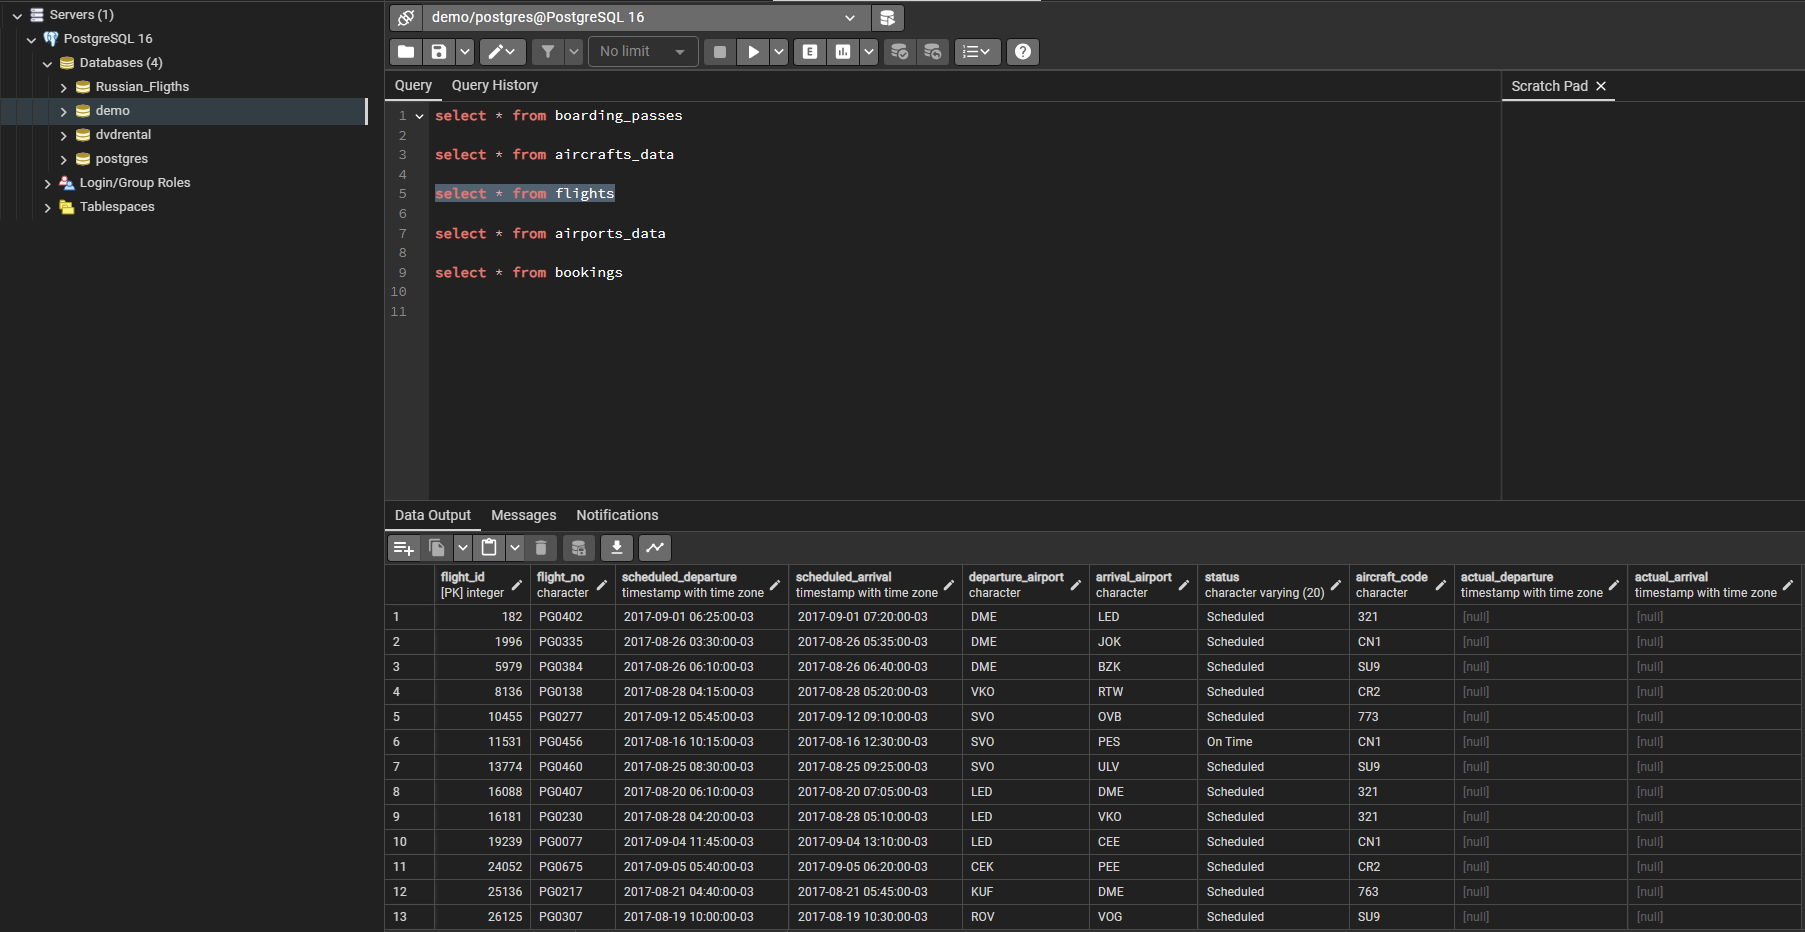 Servers (1)
PostgreSQL 16
Databases (4)
Russian_Fligths
demo
dvdrental
postgres
Login/Group Roles
Tablespaces
demo/postgres@PostgreSQL 16
No limit
E
Query Query History
Scratch Pad
1 select * from boarding_passes
2
3 select * from aircrafts_data
4
5 select * from flights
6
7 select * from airports_data
8
9 select * from bookings
10
11
Data Output Messages Notifications
flight_id flight_no scheduled_departure scheduled_arrival departure_airport arrival_airport status aircraft_code actual_departure actual_arrival
[PK] integer character timestamp with time zone timestamp with time zone character character character varying (20) character timestamp with time zone timestamp with time zone
1 182 PG0402 2017-09-01 06:25:00-03 2017-09-01 07:20:00-03 DME LED Scheduled 321 [null] [null]
2 1996 PG0335 2017-08-26 03:30:00-03 2017-08-26 05:35:00-03 DME JOK Scheduled CN1 [null] [null]
3 5979 PG0384 2017-08-26 06:10:00-03 2017-08-26 06:40:00-03 DME BZK Scheduled SU9 [null] [null]
4 8136 PG0138 2017-08-28 04:15:00-03 2017-08-28 05:20:00-03 VKO RTW Scheduled CR2 [null] [null]
5 10455 PG0277 2017-09-12 05:45:00-03 2017-09-12 09:10:00-03 SVO OVB Scheduled 773 [null] [null]
6 11531 PG0456 2017-08-16 10:15:00-03 2017-08-16 12:30:00-03 SVO PES On Time CN1 [null] [null]
7 13774 PG0460 2017-08-25 08:30:00-03 2017-08-25 09:25:00-03 SVO ULV Scheduled SU9 [null] [null]
8 16088 PG0407 2017-08-20 06:10:00-03 2017-08-20 07:05:00-03 LED DME Scheduled 321 [null] [null]
9 16181 PG0230 2017-08-28 04:20:00-03 2017-08-28 05:10:00-03 LED VKO Scheduled 321 [null] [null]
10 19239 PG0077 2017-09-04 11:45:00-03 2017-09-04 13:10:00-03 LED CEE Scheduled CN1 [null] [null]
11 24052 PG0675 2017-09-05 05:40:00-03 2017-09-05 06:20:00-03 CEK PEE Scheduled CR2 [null] [null]
12 25136 PG0217 2017-08-21 04:40:00-03 2017-08-21 05:45:00-03 KUF DME Scheduled 763 [null] [null]
13 26125 PG0307 2017-08-19 10:00:00-03 2017-08-19 10:30:00-03 ROV VOG Scheduled SU9 [null] [null]